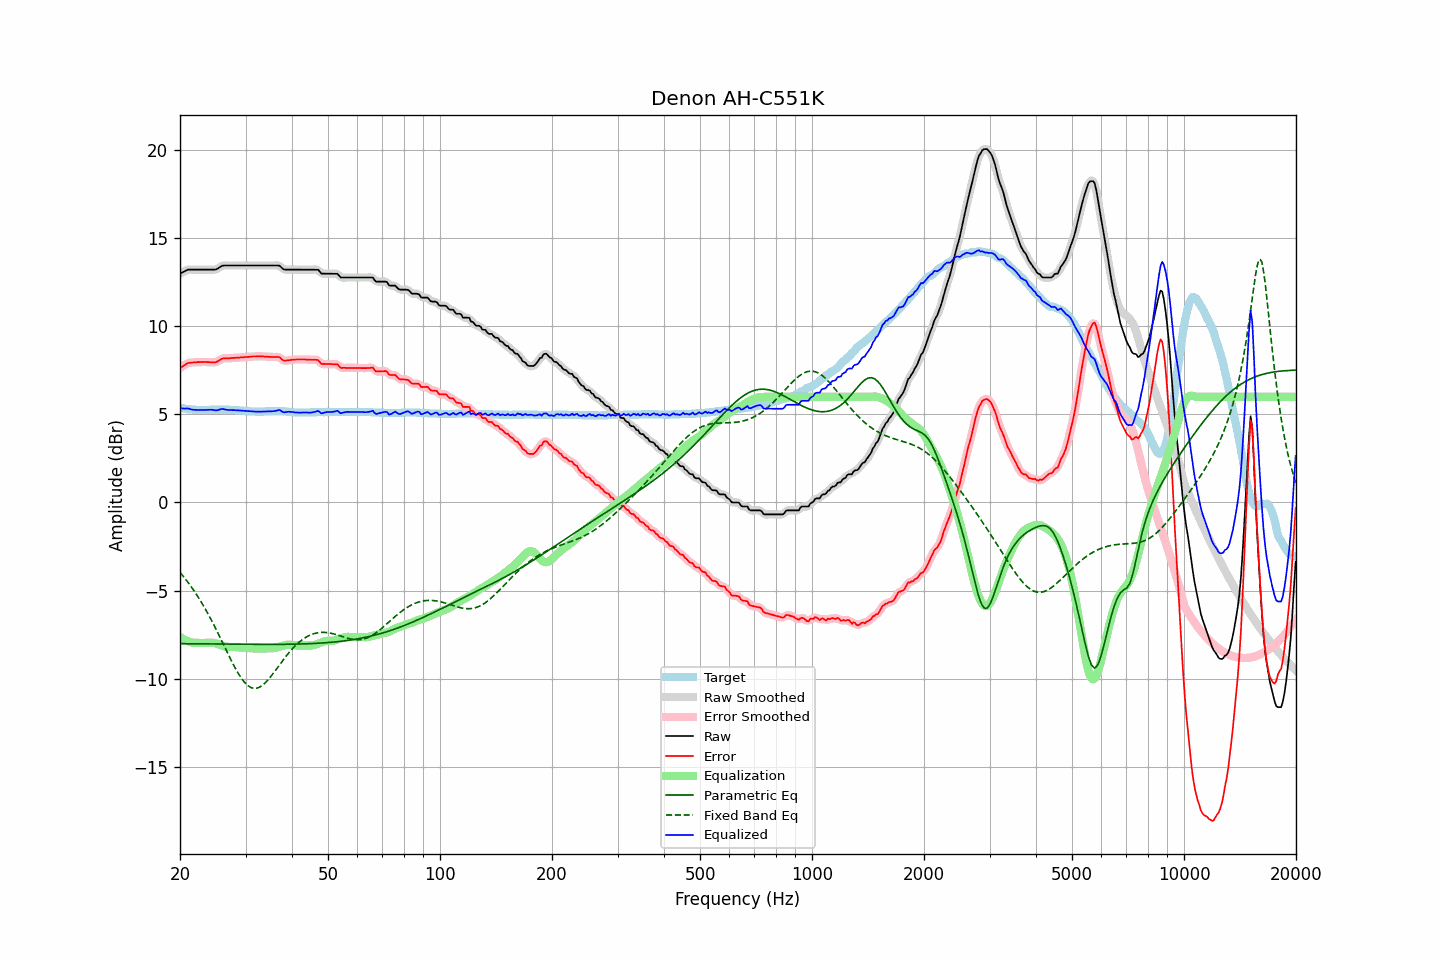 Denon AH-C551K
Amplitude (dBr)
20
15
10
5
0
−5
−10
−15
Target
Raw Smoothed
Error Smoothed
Raw
Error
Equalization
Parametric Eq
Fixed Band Eq
Equalized
20 50 100 200 500 1000 2000 5000 10000 20000
Frequency (Hz)